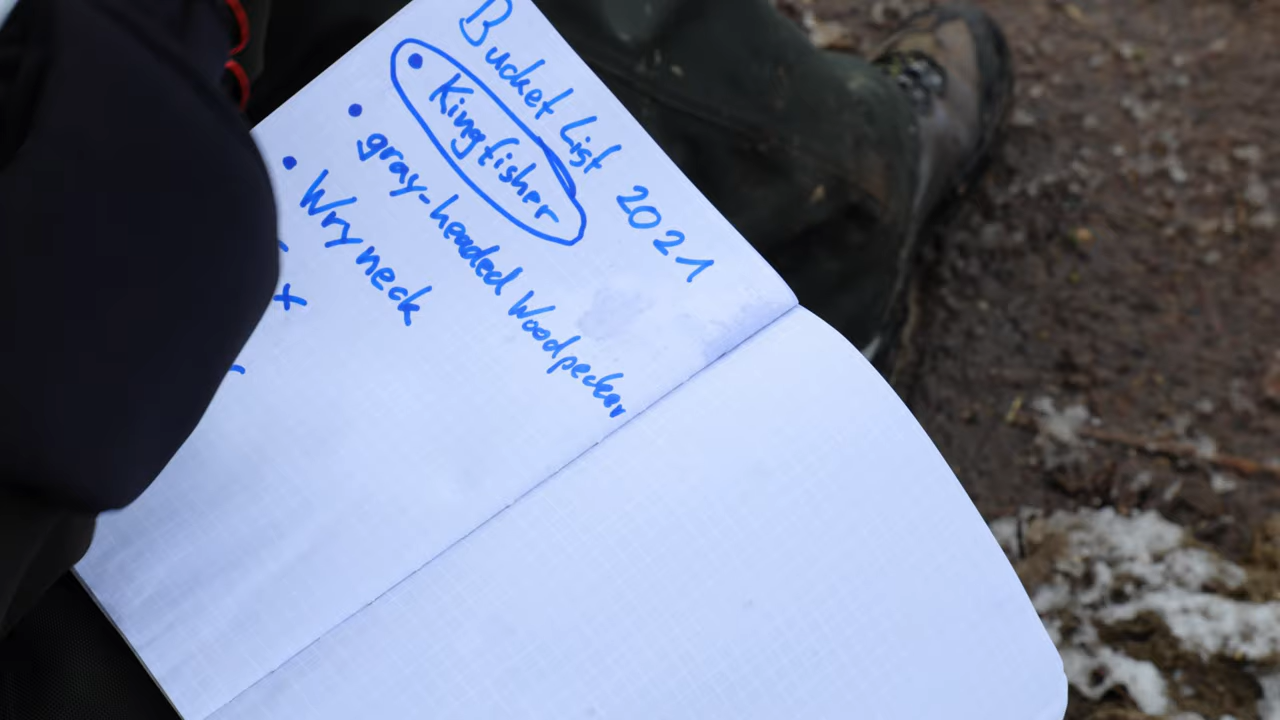 Bucket List 2021
• Kingfisher
• gray-headed Woodpecker
• Wryneck